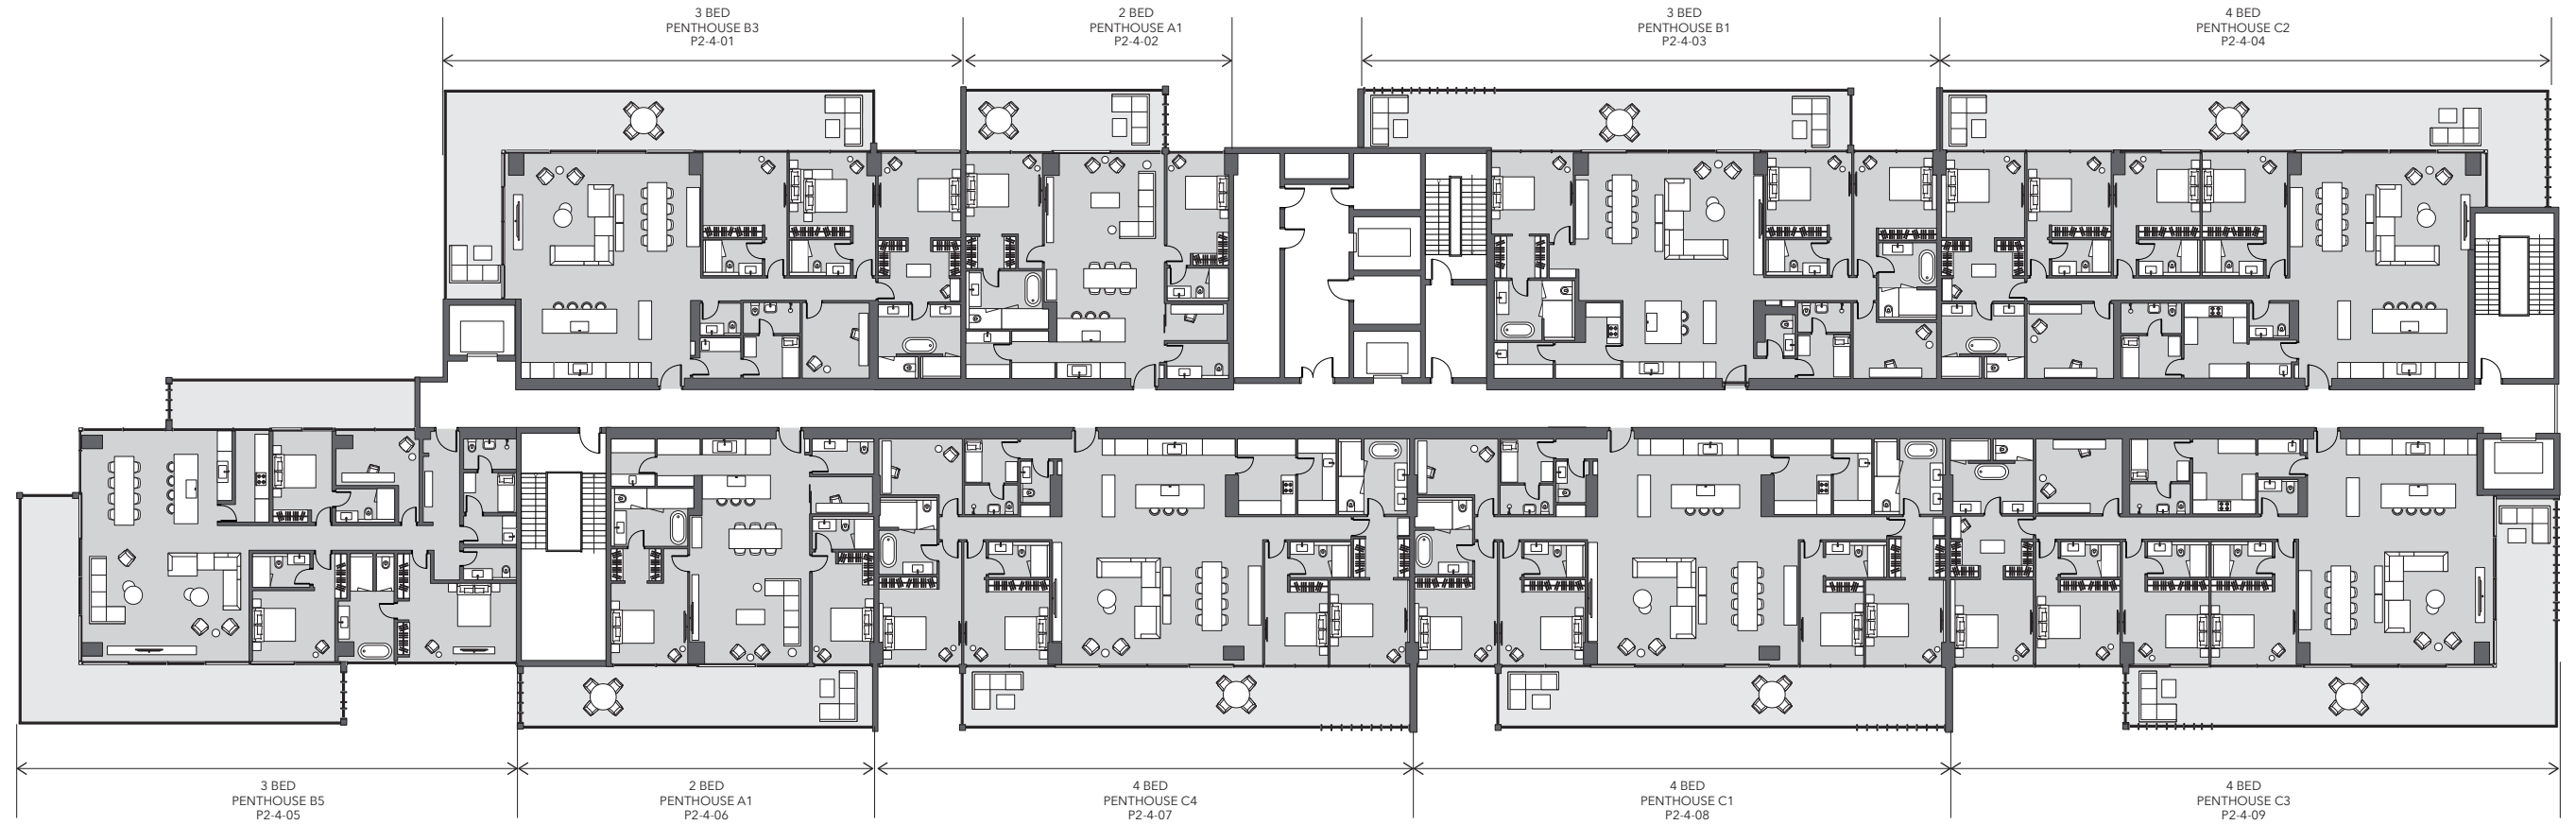 3 BED
PENTHOUSE B3
P2-4-01
2 BED
PENTHOUSE A1
P2-4-02
3 BED
PENTHOUSE B1
P2-4-03
4 BED
PENTHOUSE C2
P2-4-04
3 BED
PENTHOUSE B5
P2-4-05
2 BED
PENTHOUSE A1
P2-4-06
4 BED
PENTHOUSE C4
P2-4-07
4 BED
PENTHOUSE C1
P2-4-08
4 BED
PENTHOUSE C3
P2-4-09